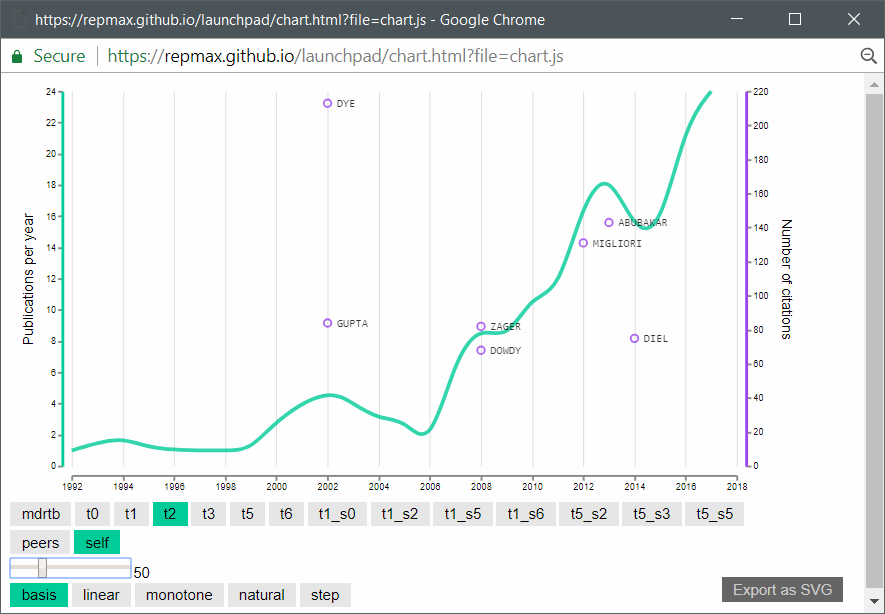 https://repmax.github.io/launchpad/chart.html?file=chart.js - Google Chrome
Secure https://repmax.github.io/launchpad/chart.html?file=chart.js
24
22
20
18
16
14
12
10
8
6
4
2
0
Publications per year
DYE
GUPTA
ZAGER
DOWDY
ABUBAKAR
MIGLIORI
DIEL
220
200
180
160
140
120
100
80
60
40
20
0
Number of citations
1992 1994 1996 1998 2000 2002 2004 2006 2008 2010 2012 2014 2016 2018
mdrtb t0 t1 t2 t3 t5 t6 t1_s0 t1_s2 t1_s5 t1_s6 t5_s2 t5_s3 t5_s5
peers self
50
basis linear monotone natural step
Export as SVG